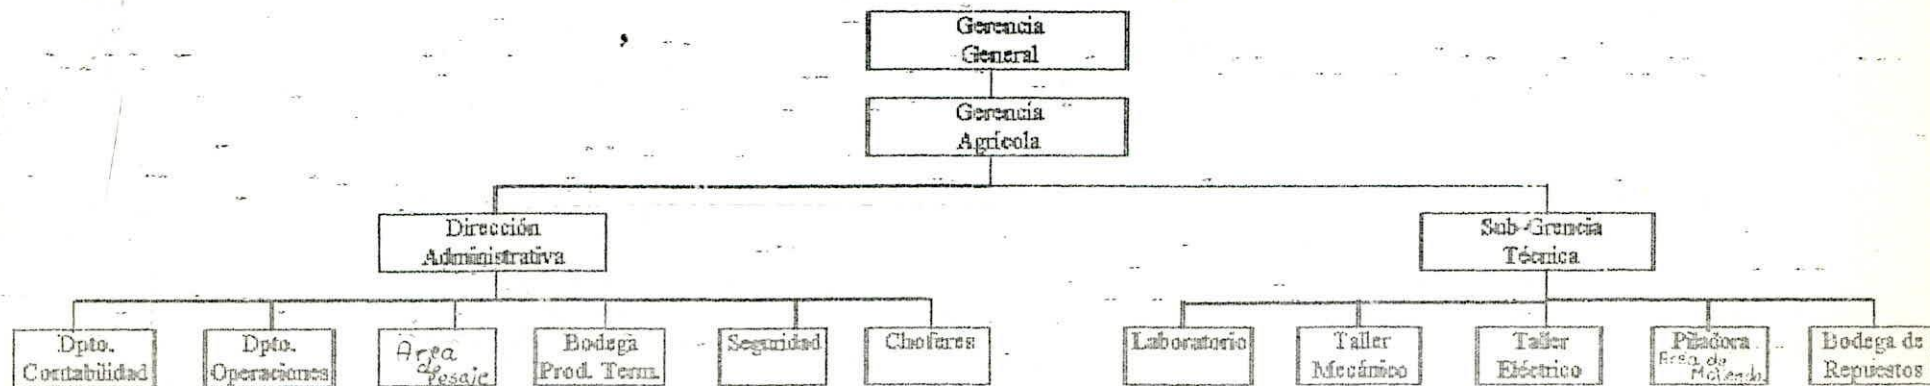 Gerencia
General
Gerencia
Agrícola
Dirección
Administrativa
Sub-Grencia
Técnica
Dpto.
Contabilidad
Dpto.
Operaciones
Area
de
Pesaje
Bodega
Prod. Term.
Seguridad
Choferes
Laboratorio
Taller
Mecánico
Taller
Eléctrico
Piladora
Area de
Bodega de
Repuestos